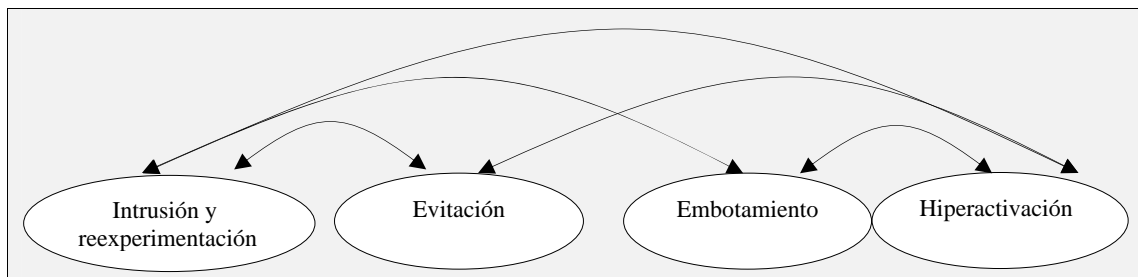 Intrusión y
reexperimentación
Evitación
Embotamiento
Hiperactivación